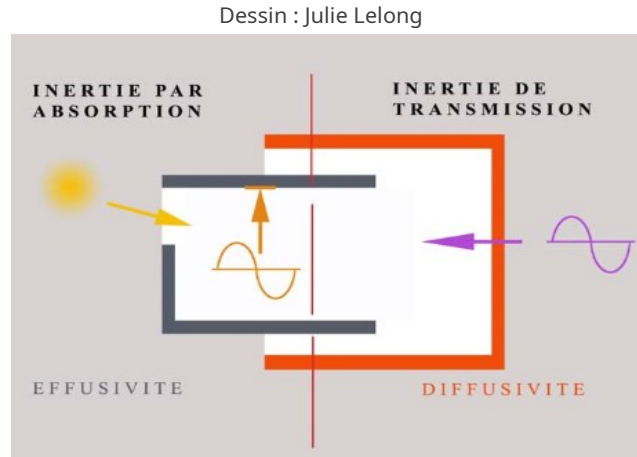 Dessin : Julie Lelong
INERTIE PAR
ABSORPTION
INERTIE DE
TRANSMISSION
EFFUSIVITE
DIFFUSIVITE